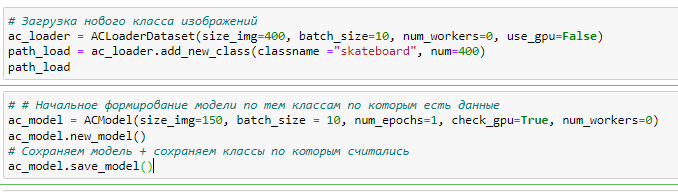 # Загрузка нового класса изображений
ac_loader = ACLoaderDataset(size_img=400, batch_size=10, num_workers=0, use_gpu=False)
path_load = ac_loader.add_new_class(classname ="skateboard", num=400)
path_load
# # Начальное формирование модели по тем классам по которым есть данные
ac_model = ACModel(size_img=150, batch_size = 10, num_epochs=1, check_gpu=True, num_workers=0)
ac_model.new_model()
# Сохраняем модель + сохраняем классы по которым считались
ac_model.save_model()